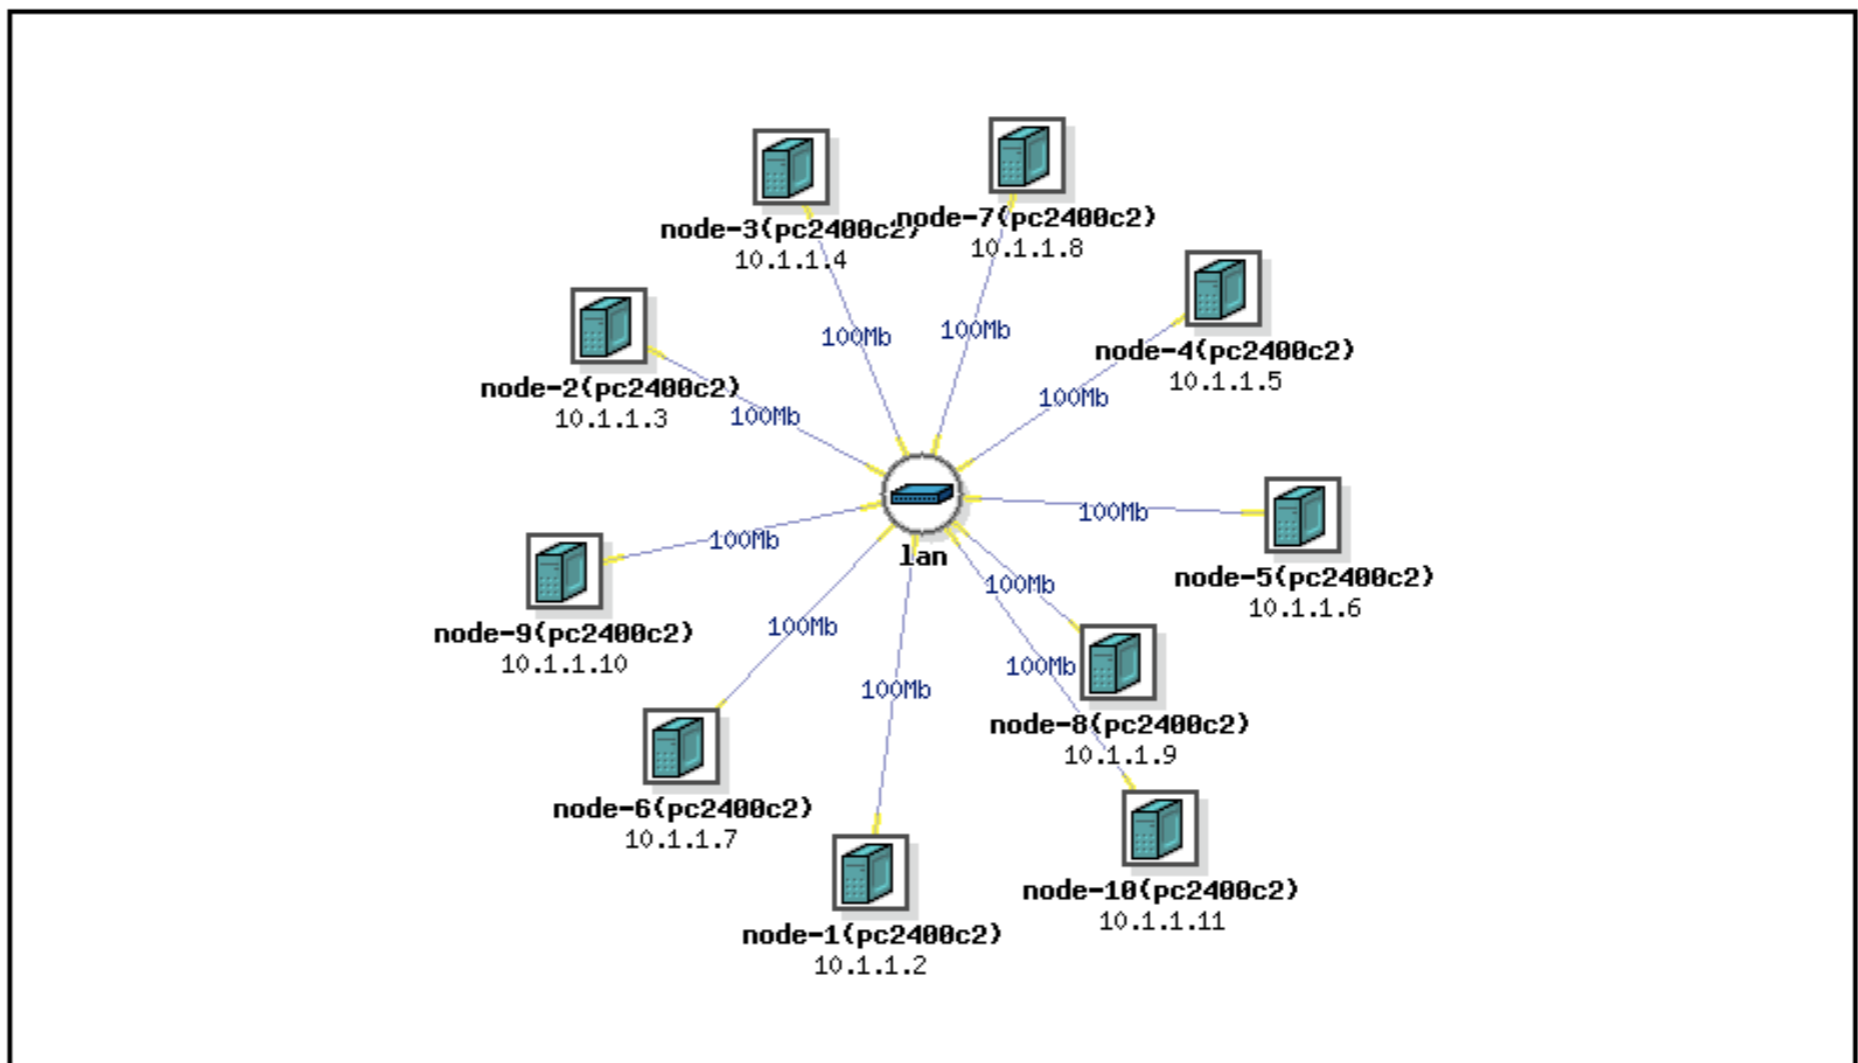 node-3(pc2400c2)
10.1.1.4
node-7(pc2400c2)
10.1.1.8
100Mb
100Mb
node-4(pc2400c2)
10.1.1.5
node-2(pc2400c2)
10.1.1.3
100Mb
100Mb
lan
100Mb
node-5(pc2400c2)
10.1.1.6
100Mb
node-9(pc2400c2)
10.1.1.10
100Mb
100Mb
100Mb
100Mb
node-8(pc2400c2)
10.1.1.9
node-6(pc2400c2)
10.1.1.7
node-10(pc2400c2)
10.1.1.11
node-1(pc2400c2)
10.1.1.2